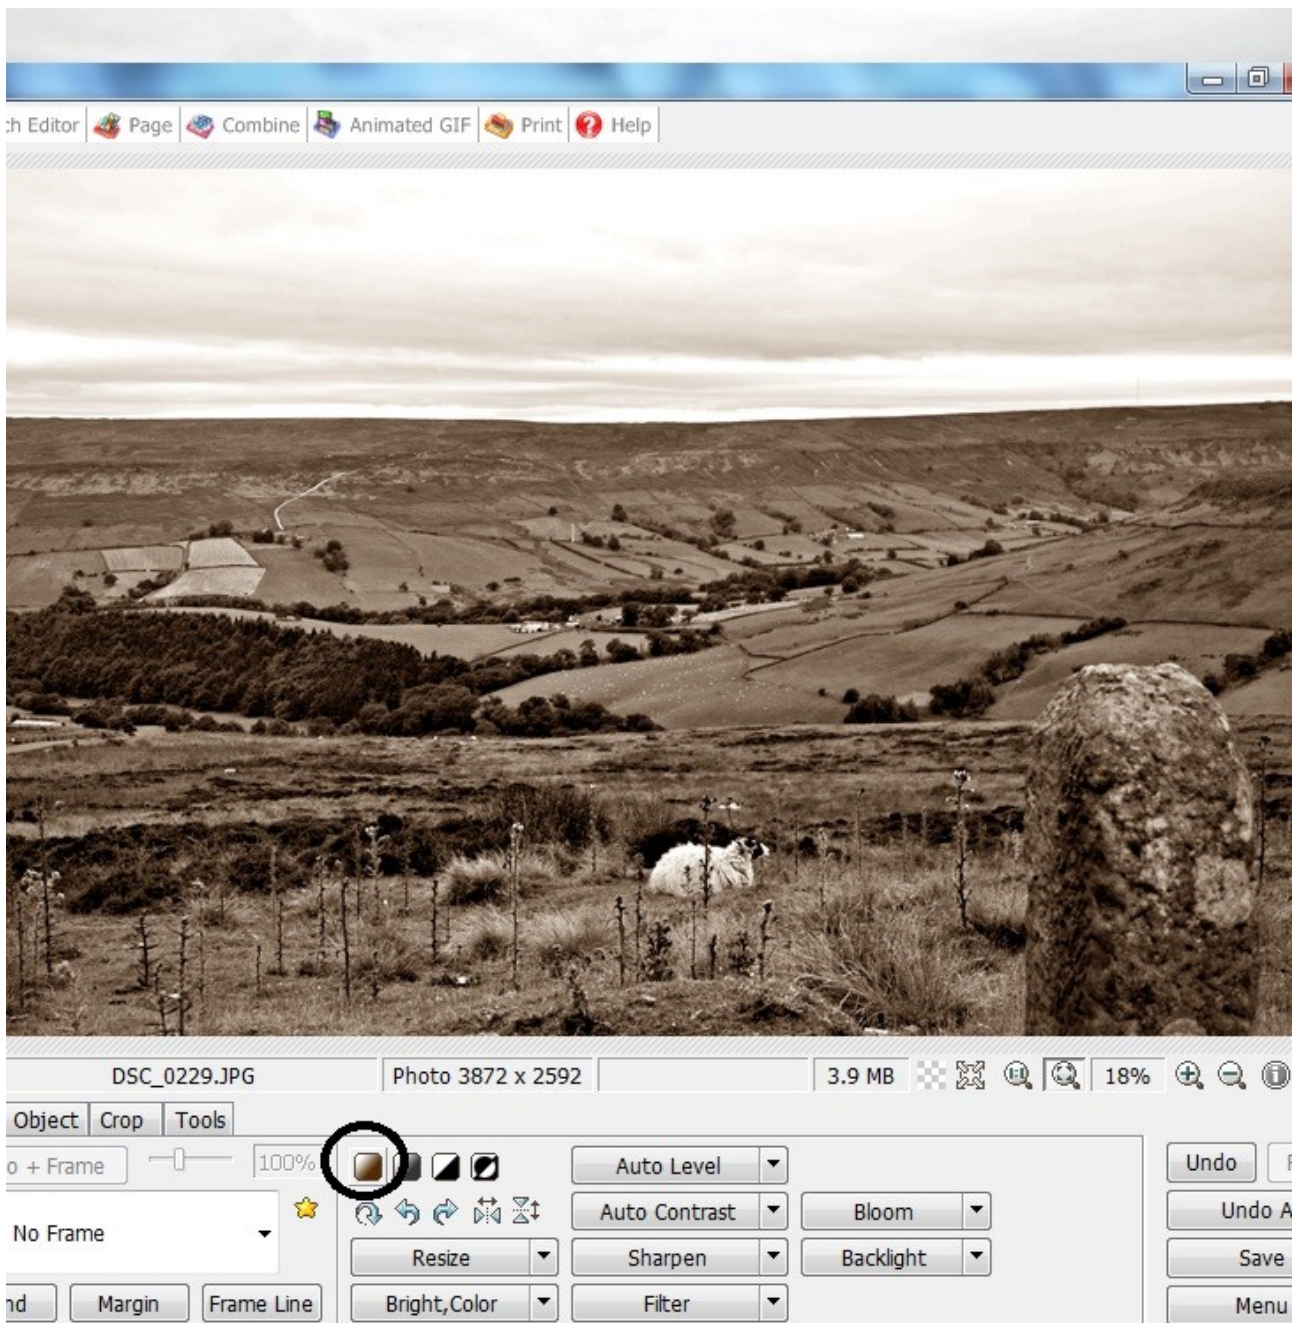 ch Editor Page Combine Animated GIF Print Help
DSC_0229.JPG Photo 3872 x 2592 3.9 MB 18%
Object Crop Tools
o + Frame 100% Auto Level Undo
Auto Contrast Bloom Undo A
No Frame
Resize Sharpen Backlight Save
nd Margin Frame Line Bright,Color Filter Menu